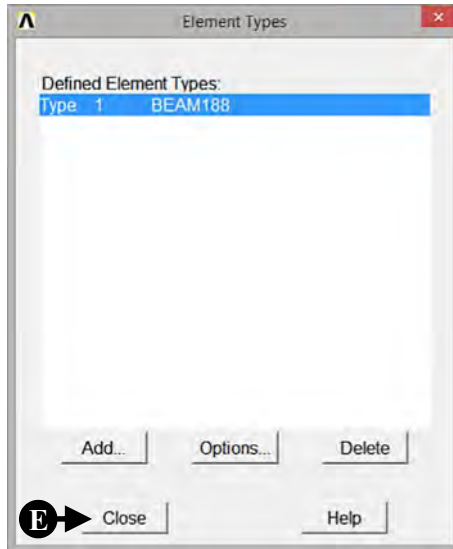 Element Types
Defined Element Types:
Type 1 BEAM188
Add... Options... Delete
E Close Help